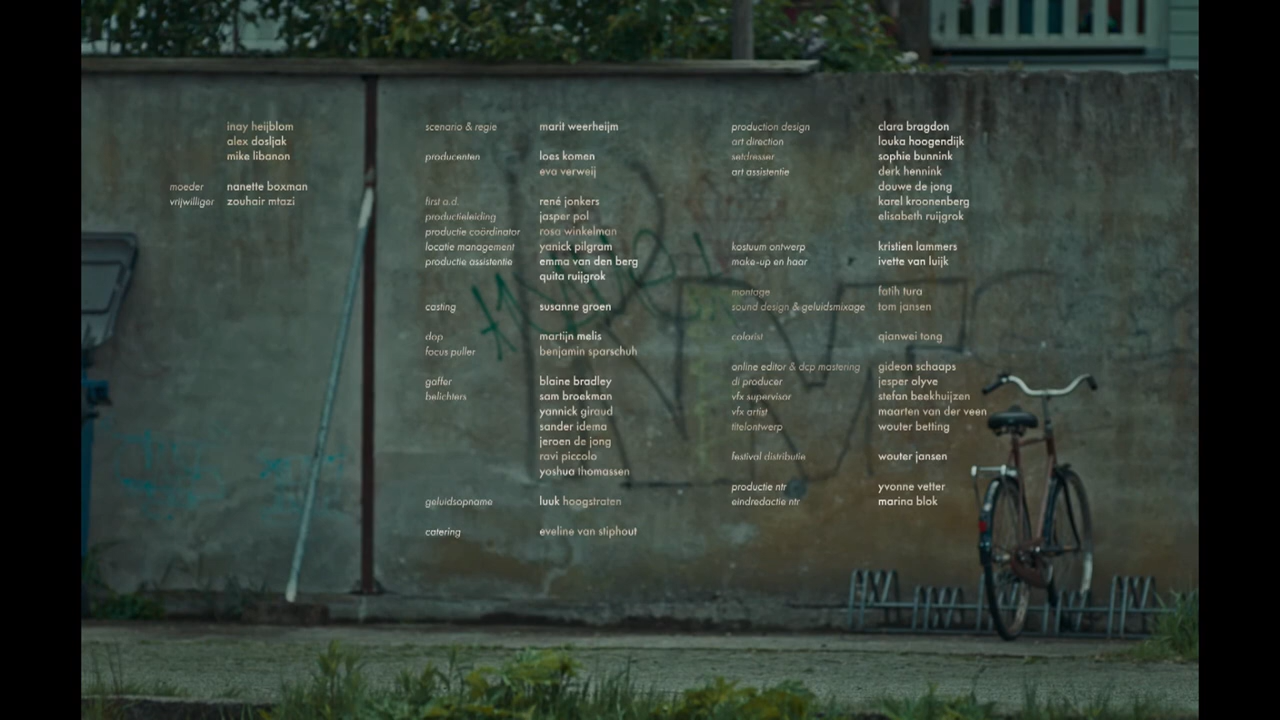 inay heijblom
alex dosljak
mike libanon
moeder nanette boxman
vrijwilliger zouhair mtazi
scenario & regie marit weerheijm
producenten loes komen
eva verweij
first a.d. rené jonkers
productieleiding jasper pol
productie coördinator rosa winkelman
locatie management yanick pilgram
productie assistentie emma van den berg
quita ruijgrok
casting susanne groen
dop martijn melis
focus puller benjamin sparschuh
gaffer blaine bradley
belichters sam broekman
yannick giraud
sander idema
jeroen de jong
ravi piccolo
yoshua thomassen
geluidsopname luuk hoogstraten
catering eveline van stiphout
production design clara bragdon
art direction louka hoogendijk
setdresser sophie bunnink
art assistentie derk hennink
douwe de jong
karel kroonenberg
elisabeth ruijgrok
kostuum ontwerp kristien lammers
make-up en haar ivette van luijk
montage fatih tura
sound design & geluidsmixage tom jansen
colorist qianwei tong
online editor & dcp mastering gideon schaaps
di producer jesper olyve
vfx supervisor stefan beekhuijzen
vfx artist maarten van der veen
titelontwerp wouter betting
festival distributie wouter jansen
productie ntr yvonne vetter
eindredactie ntr marina blok